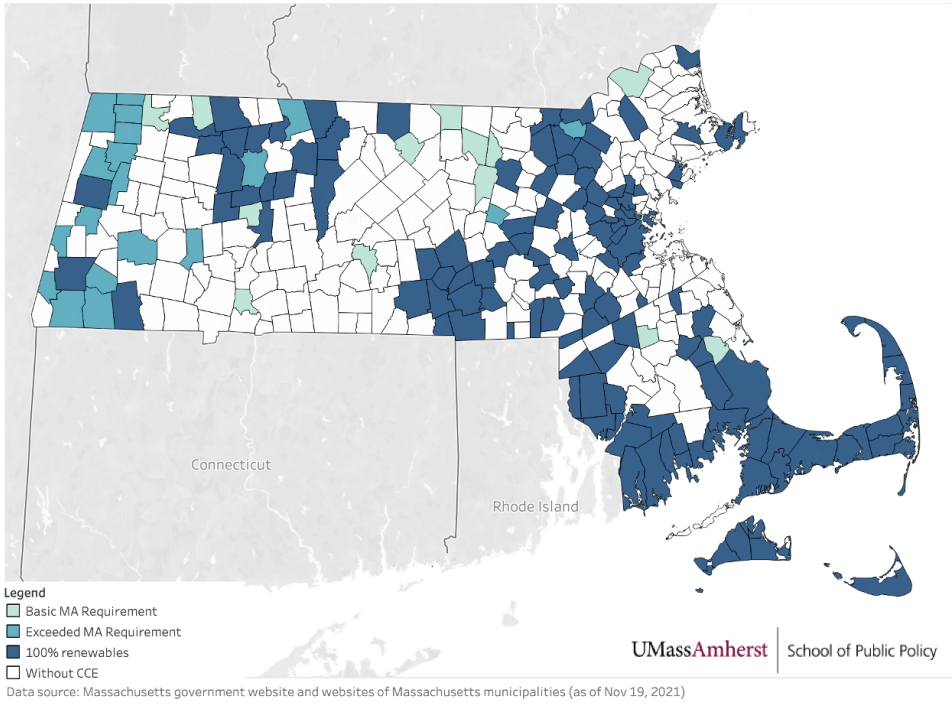 Connecticut
Rhode Island
Legend
Basic MA Requirement
Exceeded MA Requirement
100% renewables
Without CCE
UMassAmherst School of Public Policy
Data source: Massachusetts government website and websites of Massachusetts municipalities (as of Nov 19, 2021)